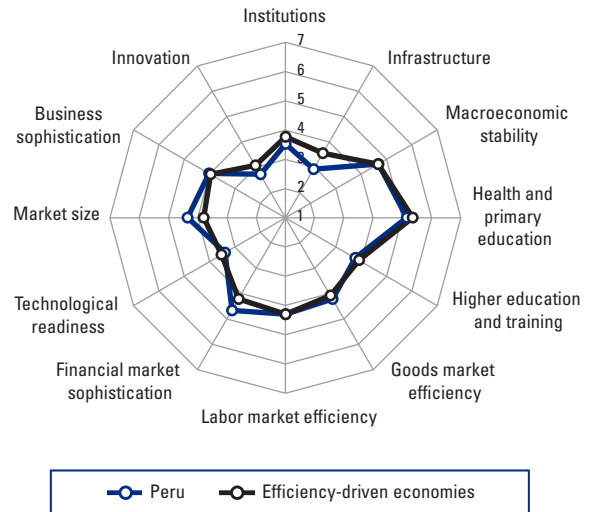 Institutions
7
6
5
4
3
2
1
Infrastructure
Macroeconomic
stability
Health and
primary
education
Higher education
and training
Goods market
efficiency
Labor market efficiency
Financial market
sophistication
Technological
readiness
Market size
Business
sophistication
Innovation
Peru
Efficiency-driven economies